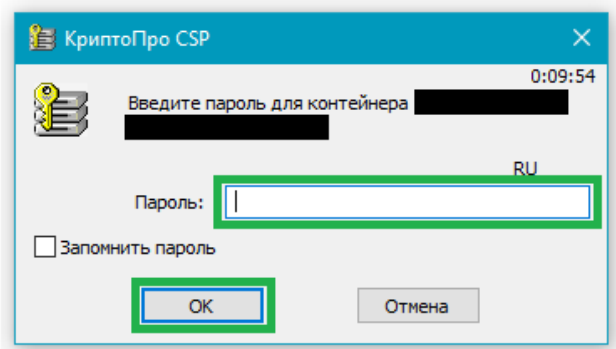 КриптоПро CSP
0:09:54
Введите пароль для контейнера
RU
Пароль:
Запомнить пароль
OK
Отмена